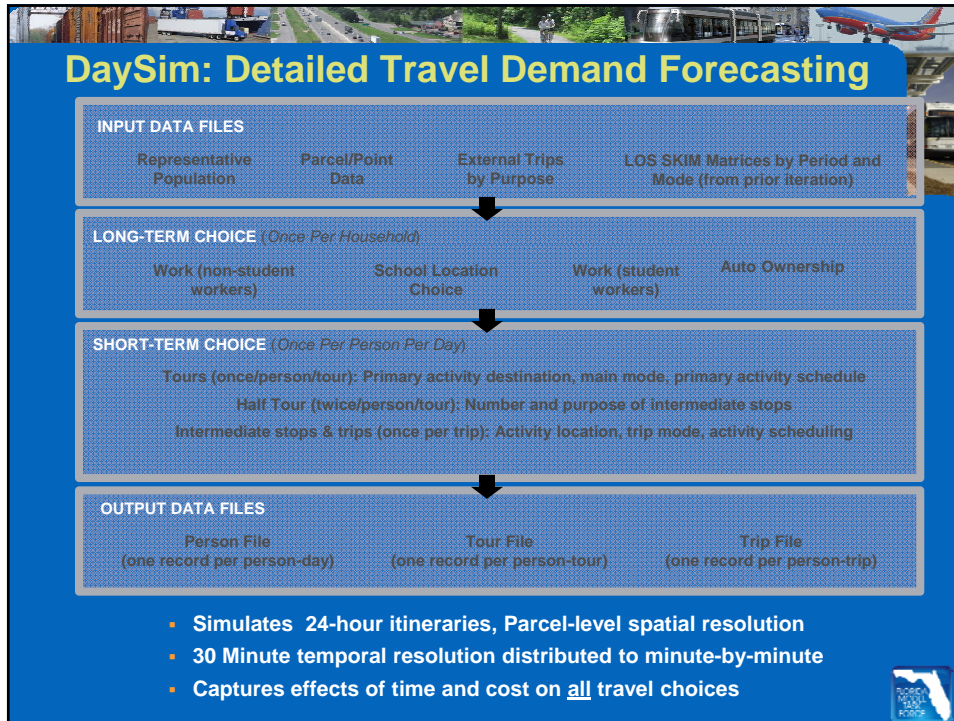 DaySim: Detailed Travel Demand Forecasting
INPUT DATA FILES
Representative
Population
Parcel/Point
Data
External Trips
by Purpose
LOS SKIM Matrices by Period and
Mode (from prior iteration)
LONG-TERM CHOICE (Once Per Household)
Work (non-student
workers)
School Location
Choice
Work (student
workers)
Auto Ownership
SHORT-TERM CHOICE (Once Per Person Per Day)
Tours (once/person/tour): Primary activity destination, main mode, primary activity schedule
Half Tour (twice/person/tour): Number and purpose of intermediate stops
Intermediate stops & trips (once per trip): Activity location, trip mode, activity scheduling
OUTPUT DATA FILES
Person File
(one record per person-day)
Tour File
(one record per person-tour)
Trip File
(one record per person-trip)
▪ Simulates 24-hour itineraries, Parcel-level spatial resolution
▪ 30 Minute temporal resolution distributed to minute-by-minute
▪ Captures effects of time and cost on all travel choices
FLORIDA
MODEL
TASK
FORCE